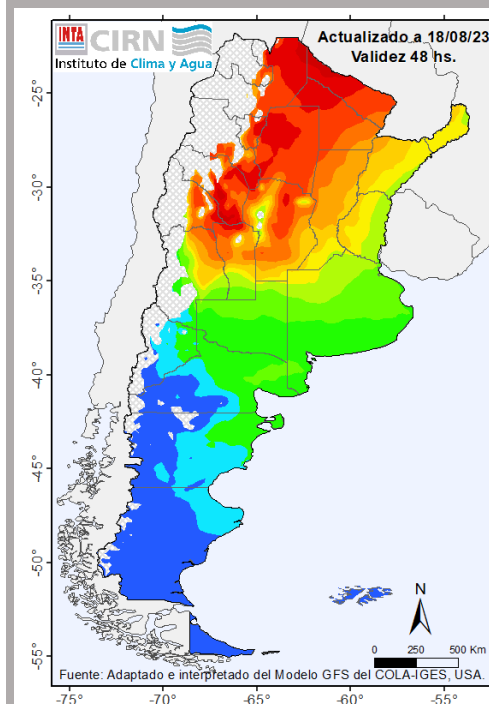 INTA CIRN
Instituto de Clima y Agua
Actualizado a 18/08/23
Validez 48 hs.
-25°
-30°
-35°
-40°
-45°
-50°
-55°
N
0 250 500 Km
Fuente: Adaptado e interpretado del Modelo GFS del COLA-IGES, USA.
-75° -70° -65° -60° -55°